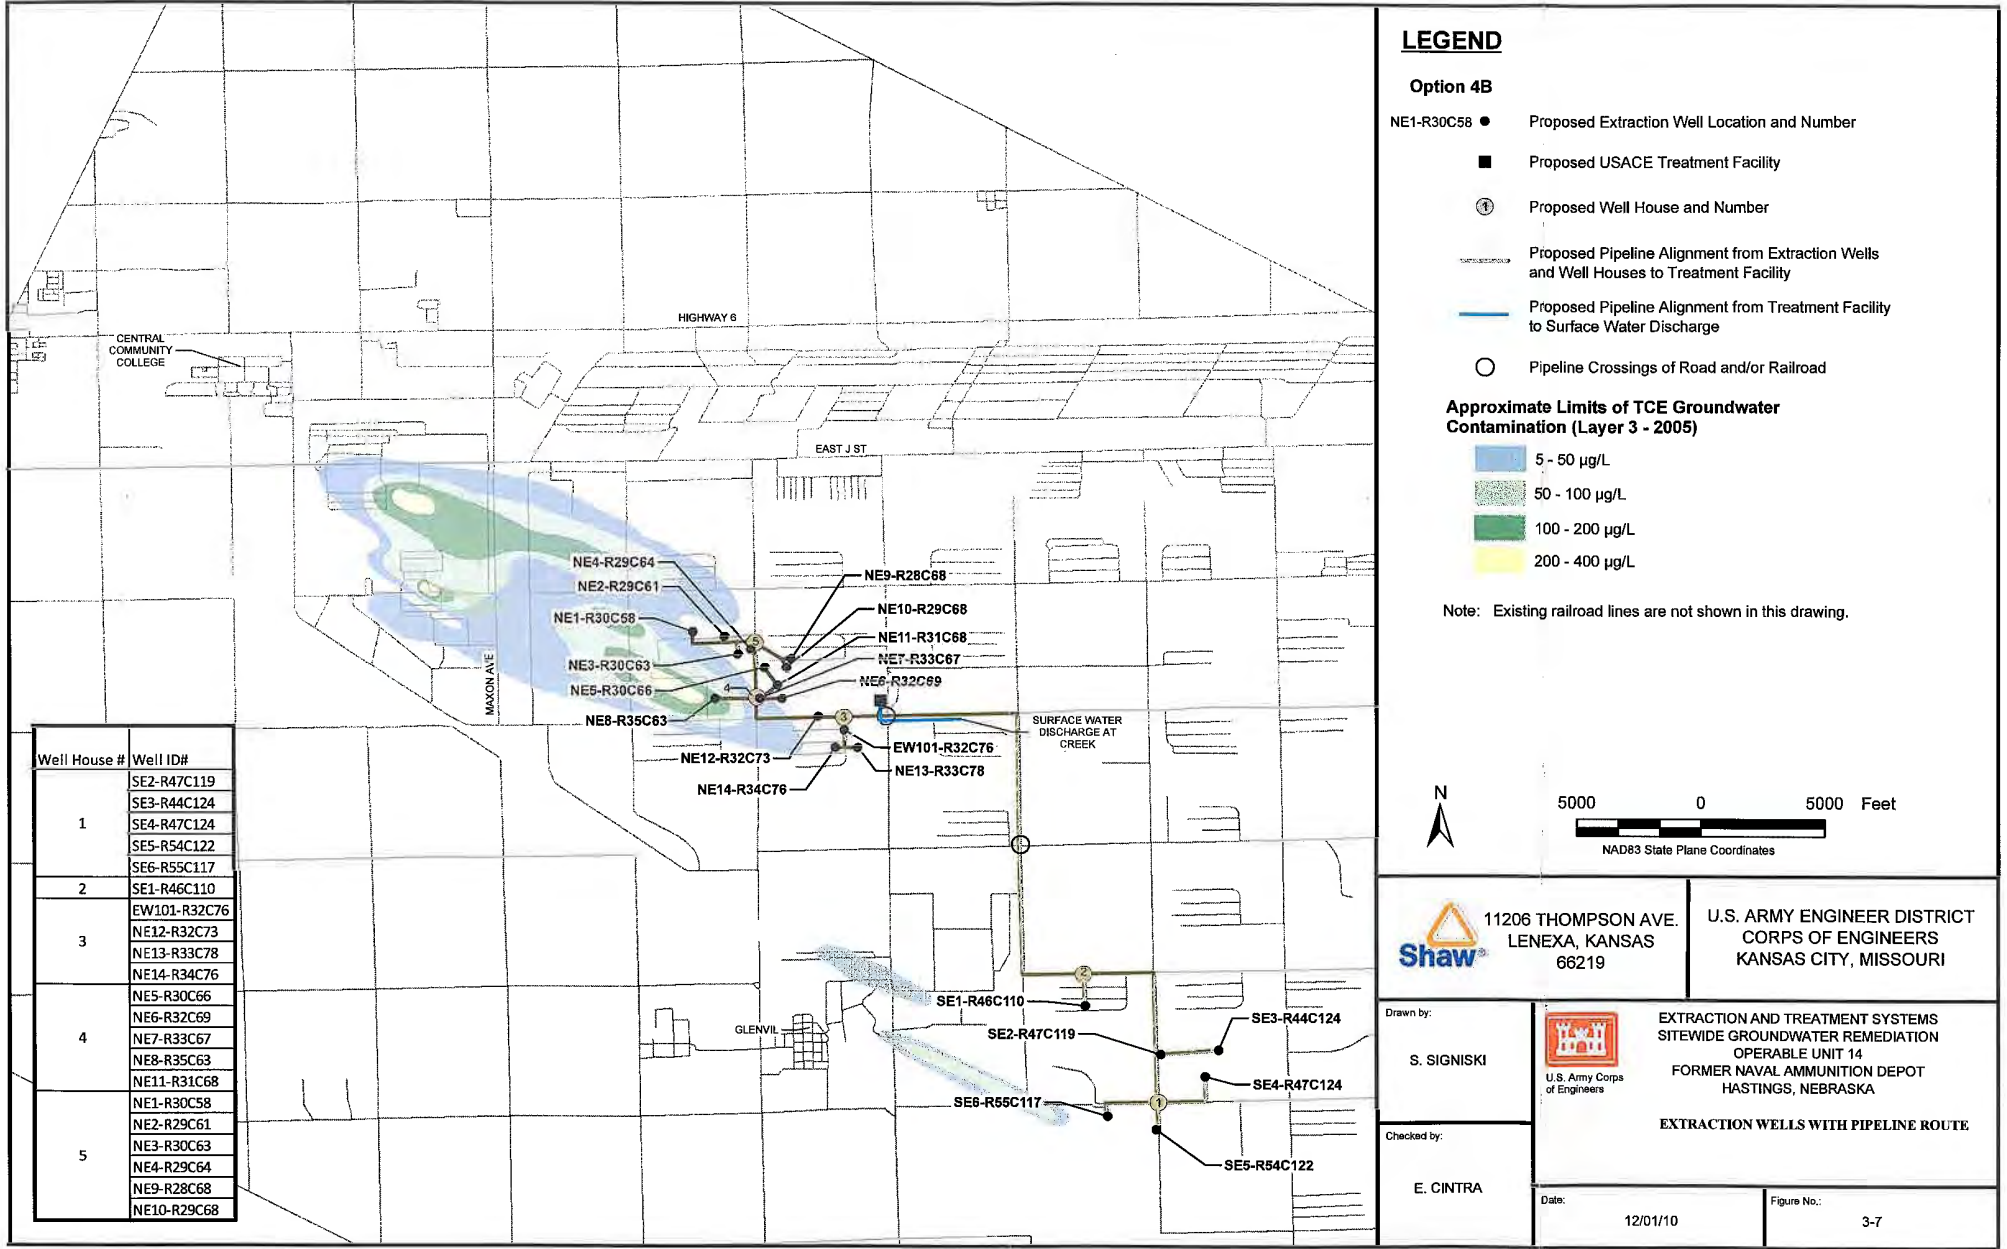 HIGHWAY 6
CENTRAL
COMMUNITY
COLLEGE
EAST J ST
NE4-R29C64
NE2-R29C61
NE1-R30C58
NE3-R30C63
NE5-R30C66
NE8-R35C63
MAXON AVE
NE9-R28C68
NE10-R29C68
NE11-R31C68
NE7-R33C67
NE6-R32C69
5
4
3
SURFACE WATER
DISCHARGE AT
CREEK
EW101-R32C76
NE12-R32C73
NE13-R33C78
NE14-R34C76
2
SE1-R46C110
SE3-R44C124
SE2-R47C119
GLENVIL
SE4-R47C124
SE6-R55C117
1
SE5-R54C122
Well House # Well ID#
SE2-R47C119
SE3-R44C124
1 SE4-R47C124
SE5-R54C122
SE6-R55C117
2 SE1-R46C110
EW101-R32C76
NE12-R32C73
3 NE13-R33C78
NE14-R34C76
NE5-R30C66
NE6-R32C69
4 NE7-R33C67
NE8-R35C63
NE11-R31C68
NE1-R30C58
NE2-R29C61
5 NE3-R30C63
NE4-R29C64
NE9-R28C68
NE10-R29C68
LEGEND
Option 4B
NE1-R30C58 Proposed Extraction Well Location and Number
Proposed USACE Treatment Facility
1 Proposed Well House and Number
Proposed Pipeline Alignment from Extraction Wells
and Well Houses to Treatment Facility
Proposed Pipeline Alignment from Treatment Facility
to Surface Water Discharge
Pipeline Crossings of Road and/or Railroad
Approximate Limits of TCE Groundwater
Contamination (Layer 3 - 2005)
5 - 50 µg/L
50 - 100 µg/L
100 - 200 µg/L
200 - 400 µg/L
Note: Existing railroad lines are not shown in this drawing.
N
5000 0 5000 Feet
NAD83 State Plane Coordinates
Shaw®
11206 THOMPSON AVE.
LENEXA, KANSAS
66219
U.S. ARMY ENGINEER DISTRICT
CORPS OF ENGINEERS
KANSAS CITY, MISSOURI
Drawn by:
S. SIGNISKI
Checked by:
E. CINTRA
U.S. Army Corps
of Engineers
EXTRACTION AND TREATMENT SYSTEMS
SITEWIDE GROUNDWATER REMEDIATION
OPERABLE UNIT 14
FORMER NAVAL AMMUNITION DEPOT
HASTINGS, NEBRASKA
EXTRACTION WELLS WITH PIPELINE ROUTE
Date:
12/01/10
Figure No.:
3-7